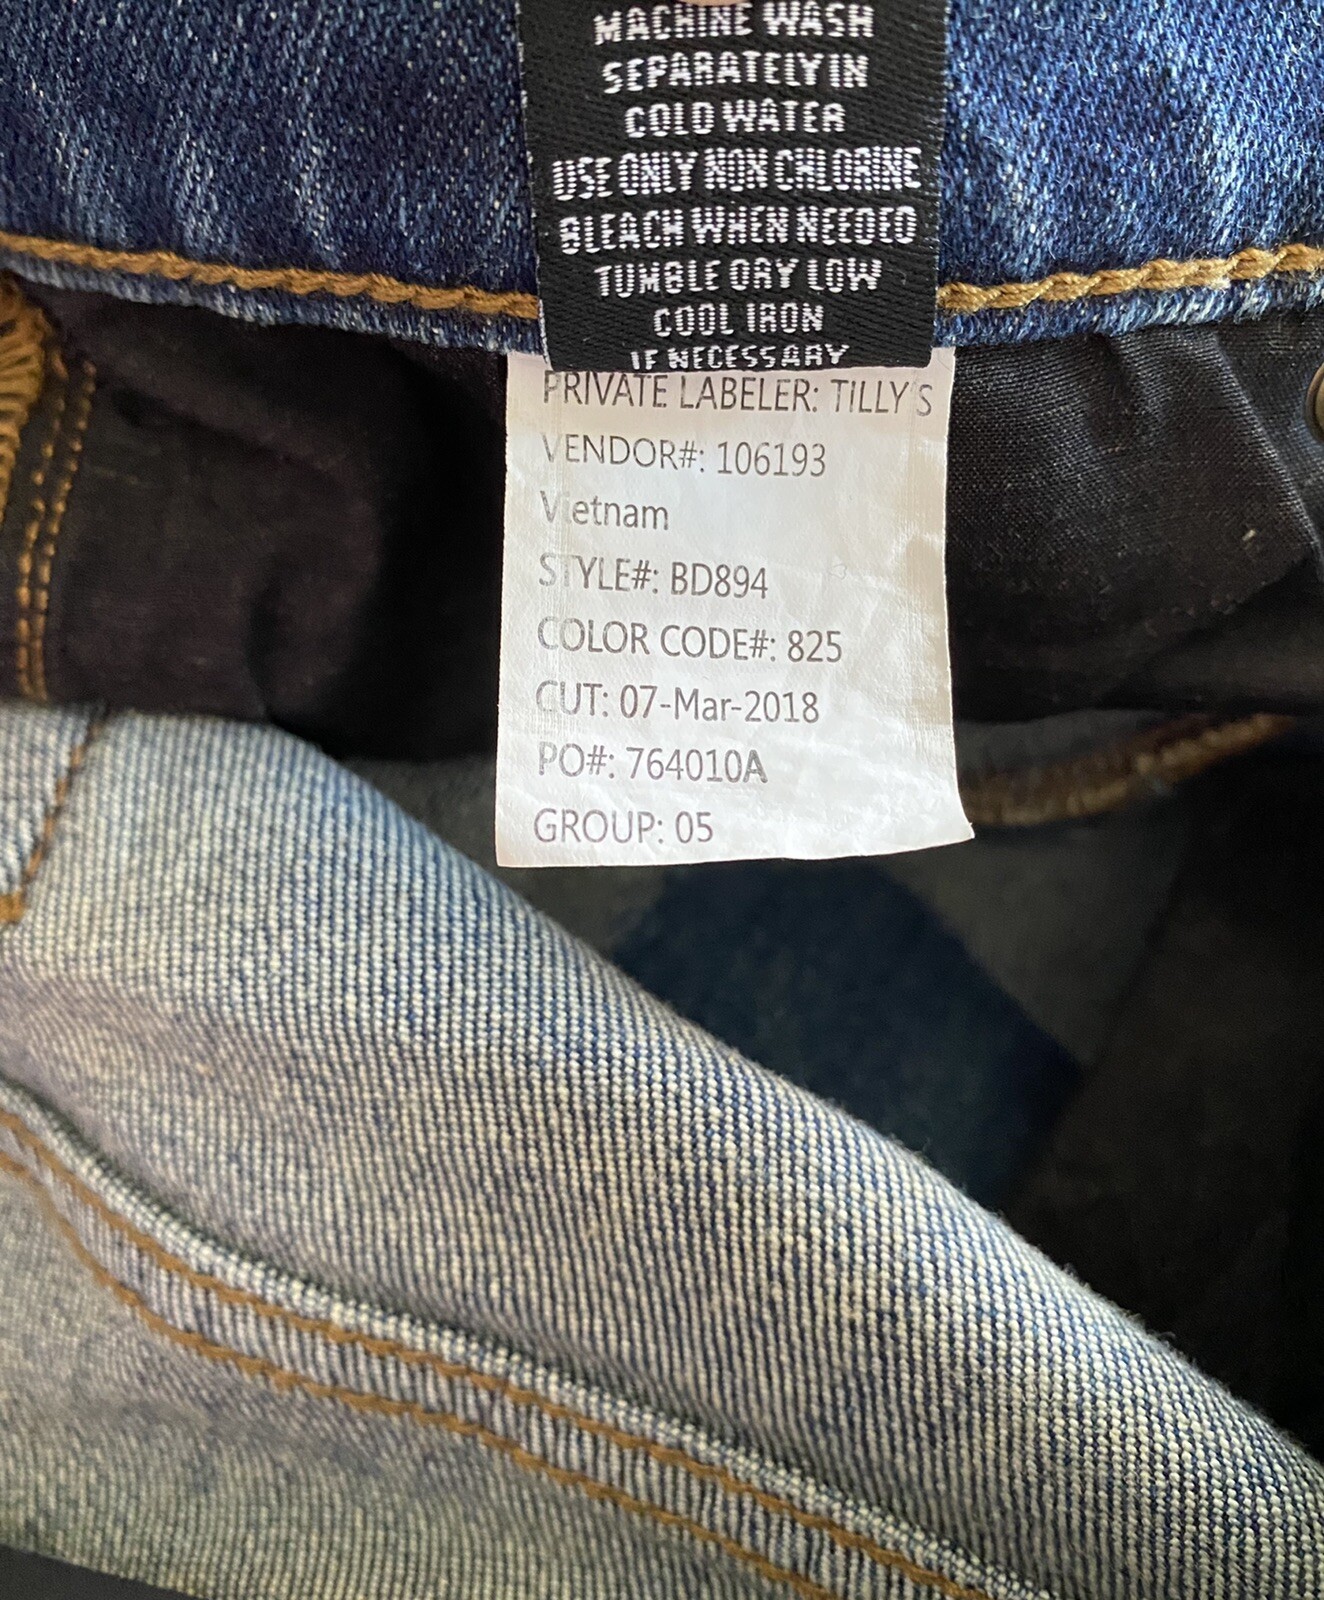 MACHINE WASH
SEPARATELY IN
COLD WATER
USE ONLY NON CHLORINE
BLEACH WHEN NEEDED
TUMBLE DRY LOW
COOL IRON
IF NECESSARY
PRIVATE LABELER: TILLY'S
VENDOR#: 106193
Vietnam
STYLE#: BD894
COLOR CODE#: 825
CUT: 07-Mar-2018
PO#: 764010A
GROUP: 05